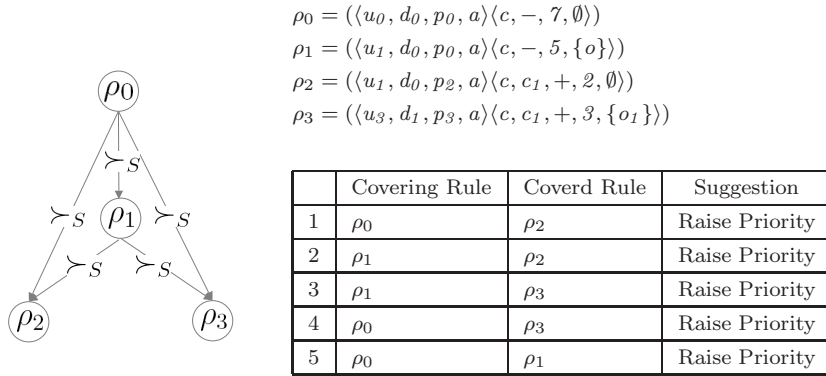 ρ0 = (⟨u0, d0, p0, a⟩⟨c, −, 7, ∅⟩)
ρ1 = (⟨u1, d0, p0, a⟩⟨c, −, 5, {o}⟩)
ρ2 = (⟨u1, d0, p2, a⟩⟨c, c1, +, 2, ∅⟩)
ρ3 = (⟨u3, d1, p3, a⟩⟨c, c1, +, 3, {o1}⟩)
ρ0
≻S
ρ1
≻S ≻S
≻S ≻S
ρ2 ρ3
Covering Rule Coverd Rule Suggestion
1 ρ0 ρ2 Raise Priority
2 ρ1 ρ2 Raise Priority
3 ρ1 ρ3 Raise Priority
4 ρ0 ρ3 Raise Priority
5 ρ0 ρ1 Raise Priority